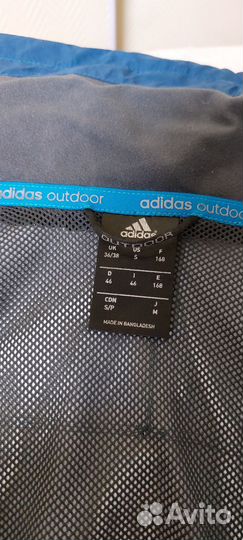 adidas outdoor
adidas outdoor
adidas
OUTDOOR
UK US F
36/38 S 168
D I E
46 46 168
CDN J
S/P M
MADE IN BANGLADESH
Avito